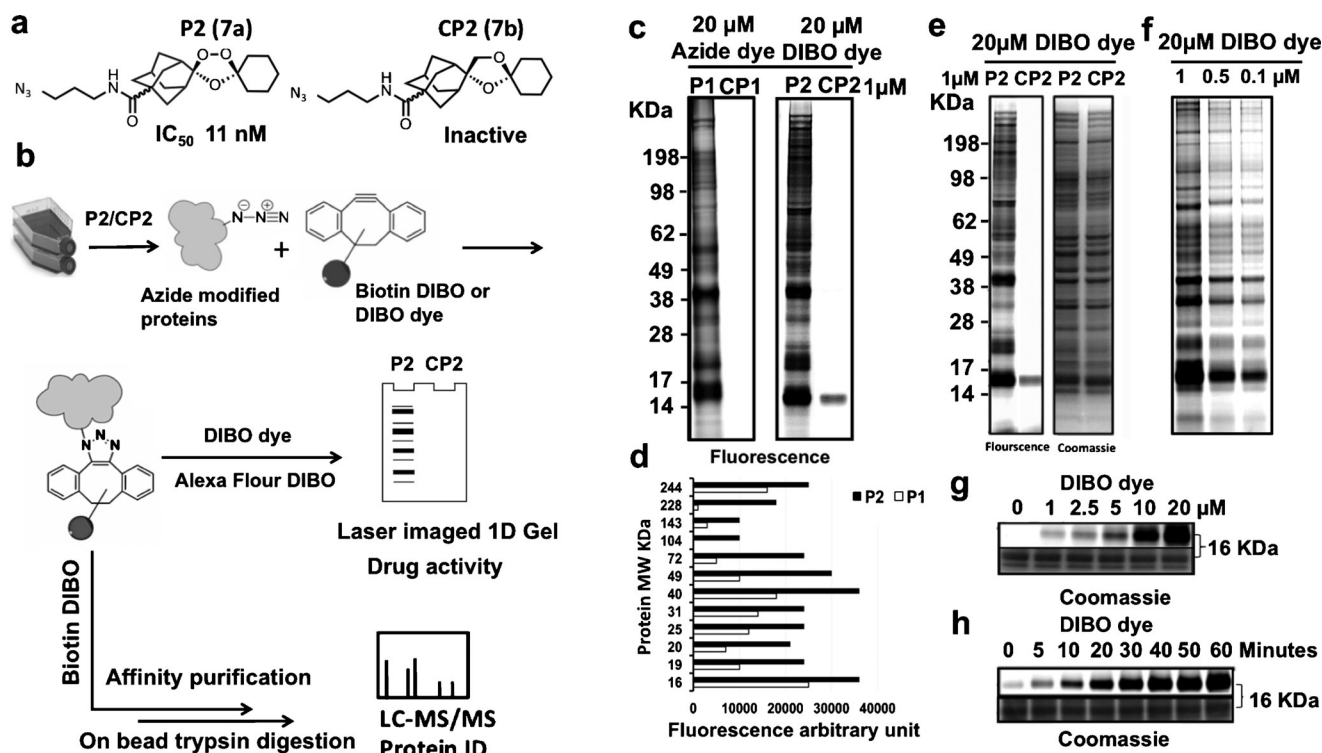 a
P2 (7a)
CP2 (7b)
N3
H
N
O
O
O
O
IC50 11 nM
N3
H
N
O
O
O
Inactive
b
P2/CP2
N N N
+
Azide modified
proteins
Biotin DIBO or
DIBO dye
N N N
DIBO dye
Alexa Flour DIBO
P2 CP2
Laser imaged 1D Gel
Drug activity
Biotin DIBO
Affinity purification
On bead trypsin digestion
LC-MS/MS
Protein ID
c
20 µM
Azide dye
20 µM
DIBO dye
P1 CP1
P2 CP2 1µM
KDa
198
98
62
49
38
28
17
14
Fluorescence
d
Protein MW KDa
244
228
143
104
72
49
40
31
25
20
19
16
P2 P1
0 10000 20000 30000 40000
Fluorescence arbitrary unit
e
20µM DIBO dye
1µM P2 CP2 P2 CP2
KDa
198
98
62
49
38
28
17
14
Flourscence
Coomassie
f
20µM DIBO dye
1 0.5 0.1 µM
g
DIBO dye
0 1 2.5 5 10 20 µM
16 KDa
Coomassie
h
DIBO dye
0 5 10 20 30 40 50 60 Minutes
16 KDa
Coomassie